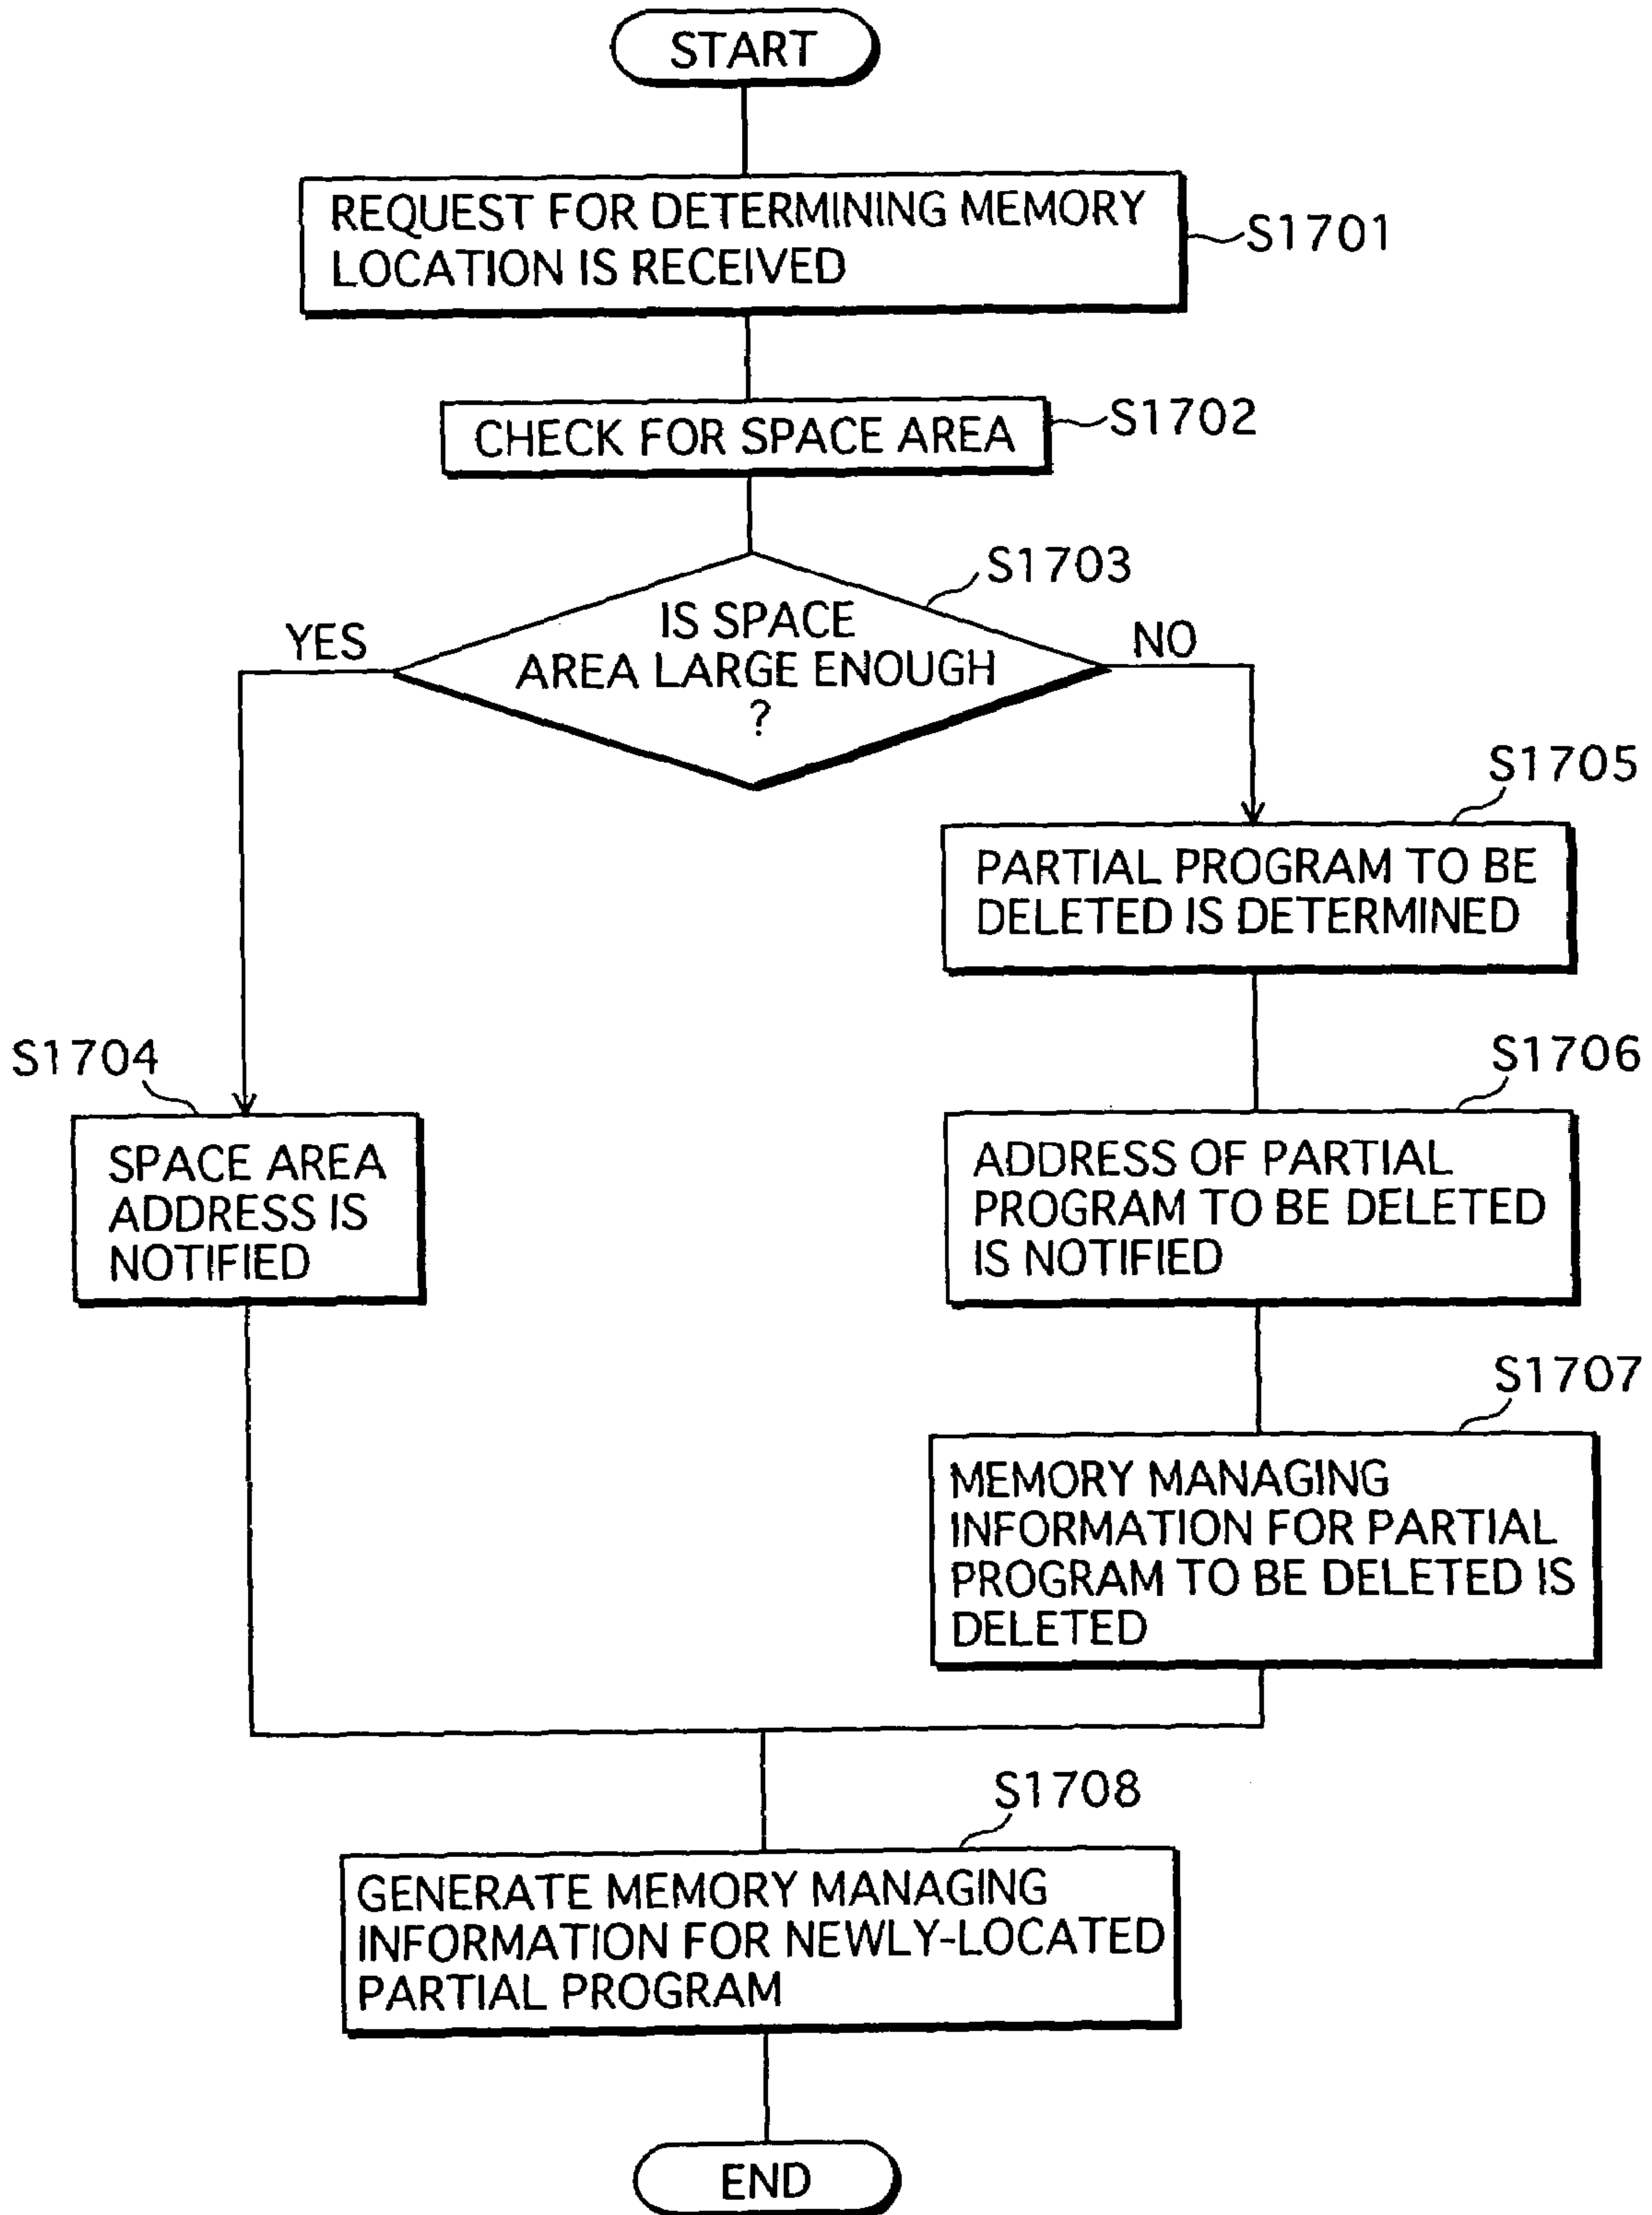 START
REQUEST FOR DETERMINING MEMORY
LOCATION IS RECEIVED
S1701
CHECK FOR SPACE AREA
S1702
S1703
IS SPACE
AREA LARGE ENOUGH
?
YES
NO
S1705
PARTIAL PROGRAM TO BE
DELETED IS DETERMINED
S1704
SPACE AREA
ADDRESS IS
NOTIFIED
S1706
ADDRESS OF PARTIAL
PROGRAM TO BE DELETED
IS NOTIFIED
S1707
MEMORY MANAGING
INFORMATION FOR PARTIAL
PROGRAM TO BE DELETED IS
DELETED
S1708
GENERATE MEMORY MANAGING
INFORMATION FOR NEWLY-LOCATED
PARTIAL PROGRAM
END